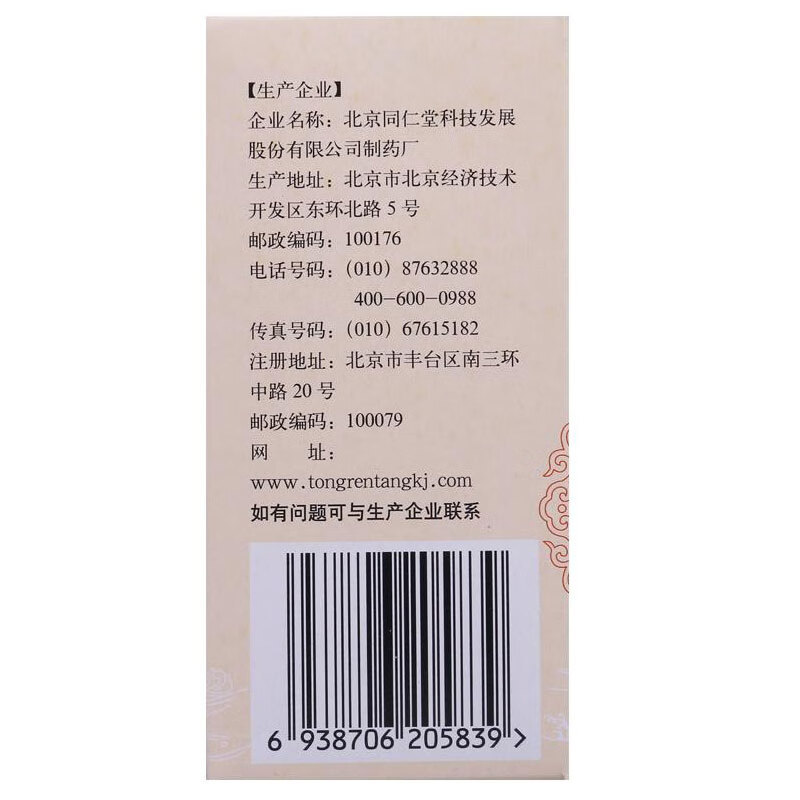 【生产企业】
企业名称：北京同仁堂科技发展
股份有限公司制药厂
生产地址：北京市北京经济技术
开发区东环北路 5 号
邮政编码：100176
电话号码：(010) 87632888
400-600-0988
传真号码：(010) 67615182
注册地址：北京市丰台区南三环
中路 20 号
邮政编码：100079
网　　址：
www.tongrentangkj.com
如有问题可与生产企业联系
6 938706 205839 >